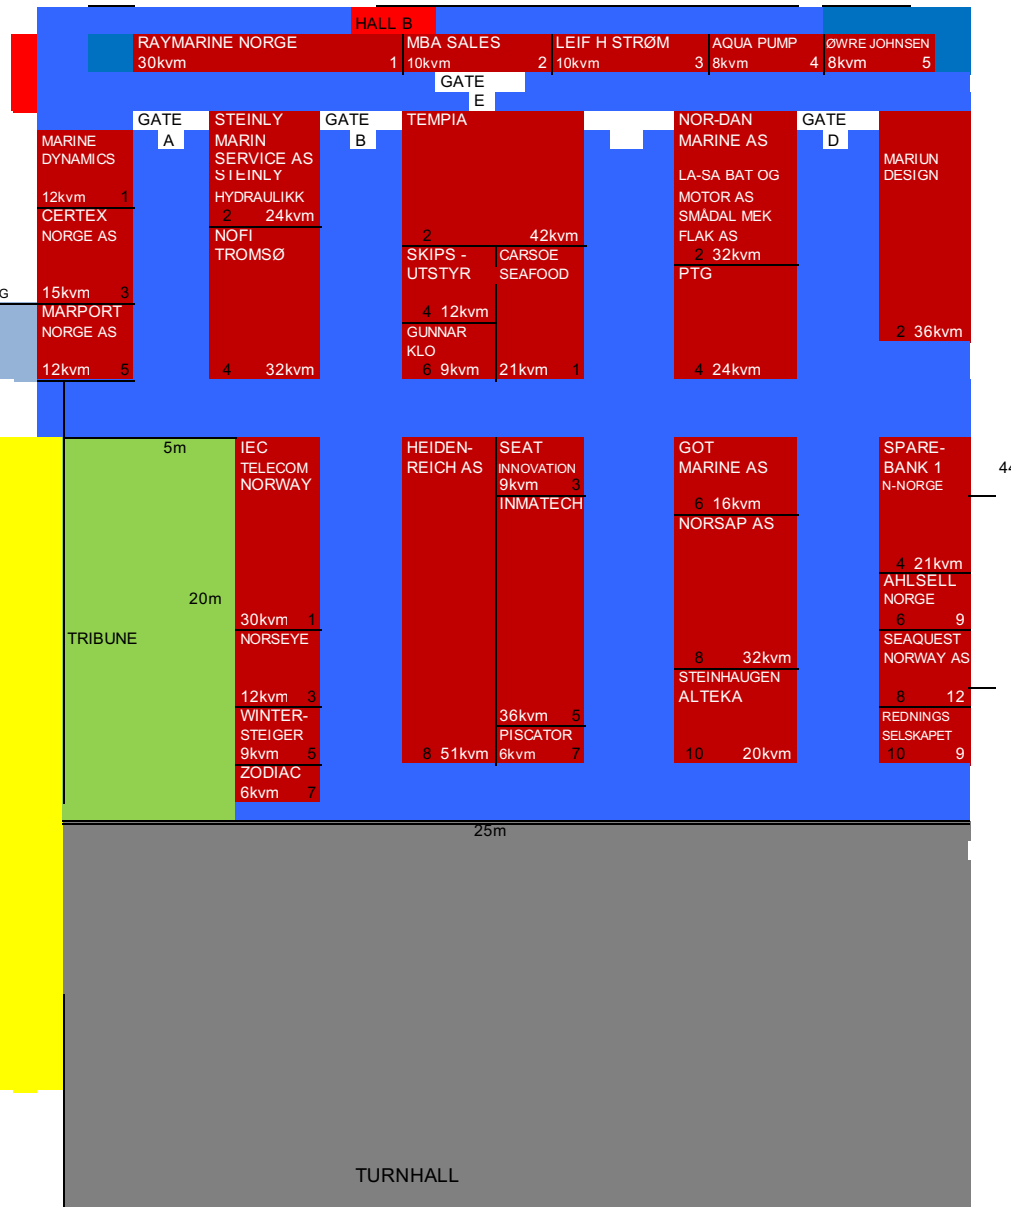 HALL B
RAYMARINE NORGE
30kvm 1
MBA SALES
10kvm 2
LEIF H STRØM
10kvm 3
AQUA PUMP
8kvm 4
ØWRE JOHNSEN
8kvm 5
GATE
E
GATE
A
GATE
B
GATE
D
MARINE
DYNAMICS
12kvm 1
CERTEX
NORGE AS
15kvm 3
MARPORT
NORGE AS
12kvm 5
G
STEINLY
MARIN
SERVICE AS
STEINLY
HYDRAULIKK
2 24kvm
NOFI
TROMSØ
4 32kvm
TEMPIA
2 42kvm
SKIPS -
UTSTYR
4 12kvm
GUNNAR
KLO
6 9kvm
CARSOE
SEAFOOD
21kvm 1
NOR-DAN
MARINE AS
LA-SA BAT OG
MOTOR AS
SMÅDAL MEK
FLAK AS
2 32kvm
PTG
4 24kvm
MARIUN
DESIGN
2 36kvm
5m
20m
TRIBUNE
IEC
TELECOM
NORWAY
30kvm 1
NORSEYE
12kvm 3
WINTER-
STEIGER
9kvm 5
ZODIAC
6kvm 7
HEIDEN-
REICH AS
8 51kvm
SEAT
INNOVATION
9kvm 3
INMATECH
36kvm 5
PISCATOR
6kvm 7
GOT
MARINE AS
6 16kvm
NORSAP AS
8 32kvm
STEINHAUGEN
ALTEKA
10 20kvm
SPARE-
BANK 1
N-NORGE
4 21kvm
AHLSELL
NORGE
6 9
SEAQUEST
NORWAY AS
8 12
REDNINGS
SELSKAPET
10 9
44
25m
TURNHALL